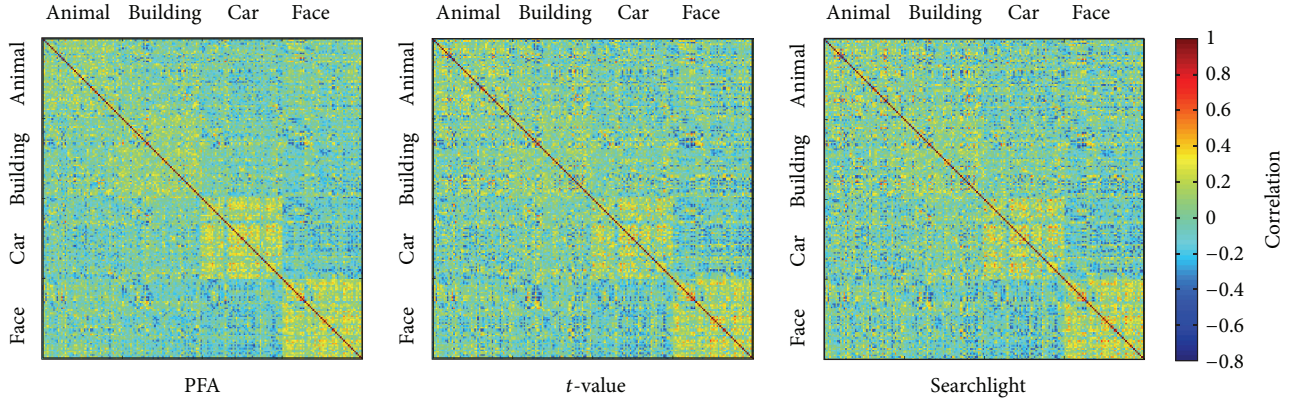 Animal Building Car Face
Animal Building Car Face
Animal Building Car Face
Animal
Building
Car
Face
Animal
Building
Car
Face
Animal
Building
Car
Face
1
0.8
0.6
0.4
0.2
0
−0.2
−0.4
−0.6
−0.8
Correlation
PFA
t-value
Searchlight